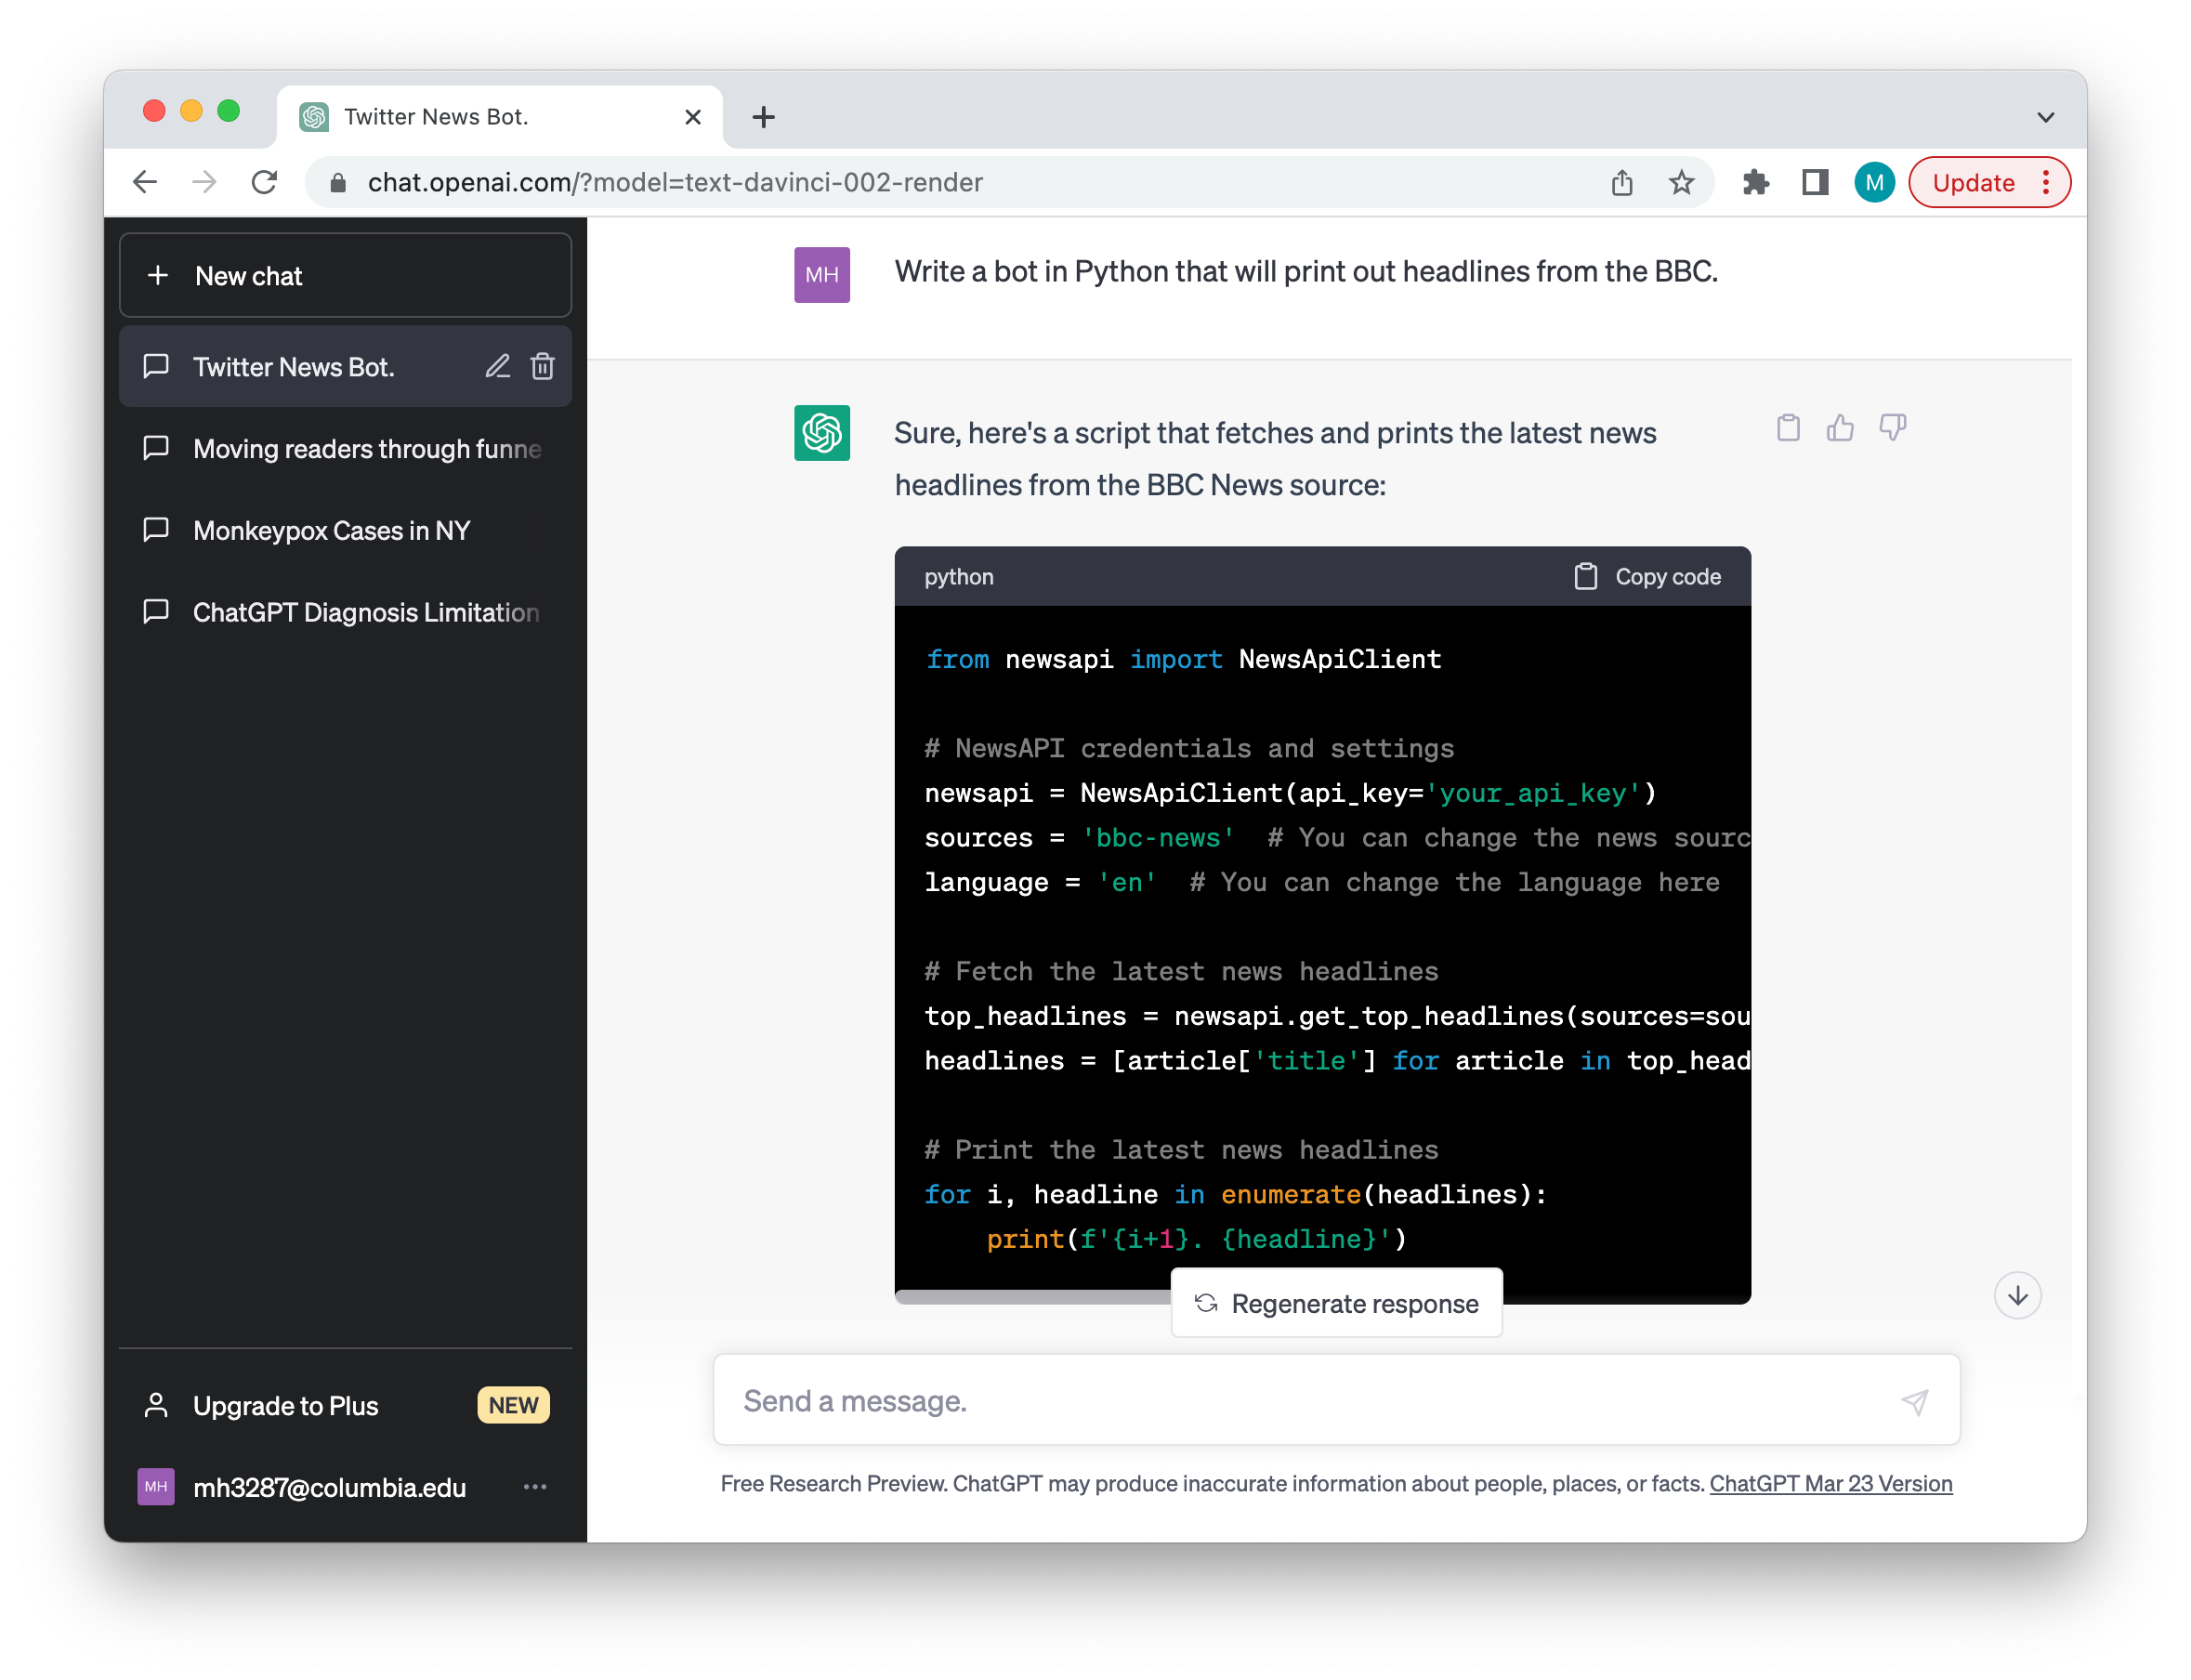 Twitter News Bot.
chat.openai.com/?model=text-davinci-002-render
M
Update
New chat
Twitter News Bot.
Moving readers through funne
Monkeypox Cases in NY
ChatGPT Diagnosis Limitation
Upgrade to Plus NEW
MH mh3287@columbia.edu
MH Write a bot in Python that will print out headlines from the BBC.
Sure, here's a script that fetches and prints the latest news
headlines from the BBC News source:
python Copy code
from newsapi import NewsApiClient
# NewsAPI credentials and settings
newsapi = NewsApiClient(api_key='your_api_key')
sources = 'bbc-news'  # You can change the news sourc
language = 'en'  # You can change the language here
# Fetch the latest news headlines
top_headlines = newsapi.get_top_headlines(sources=sou
headlines = [article['title'] for article in top_head
# Print the latest news headlines
for i, headline in enumerate(headlines):
    print(f'{i+1}. {headline}')
Regenerate response
Send a message.
Free Research Preview. ChatGPT may produce inaccurate information about people, places, or facts. ChatGPT Mar 23 Version